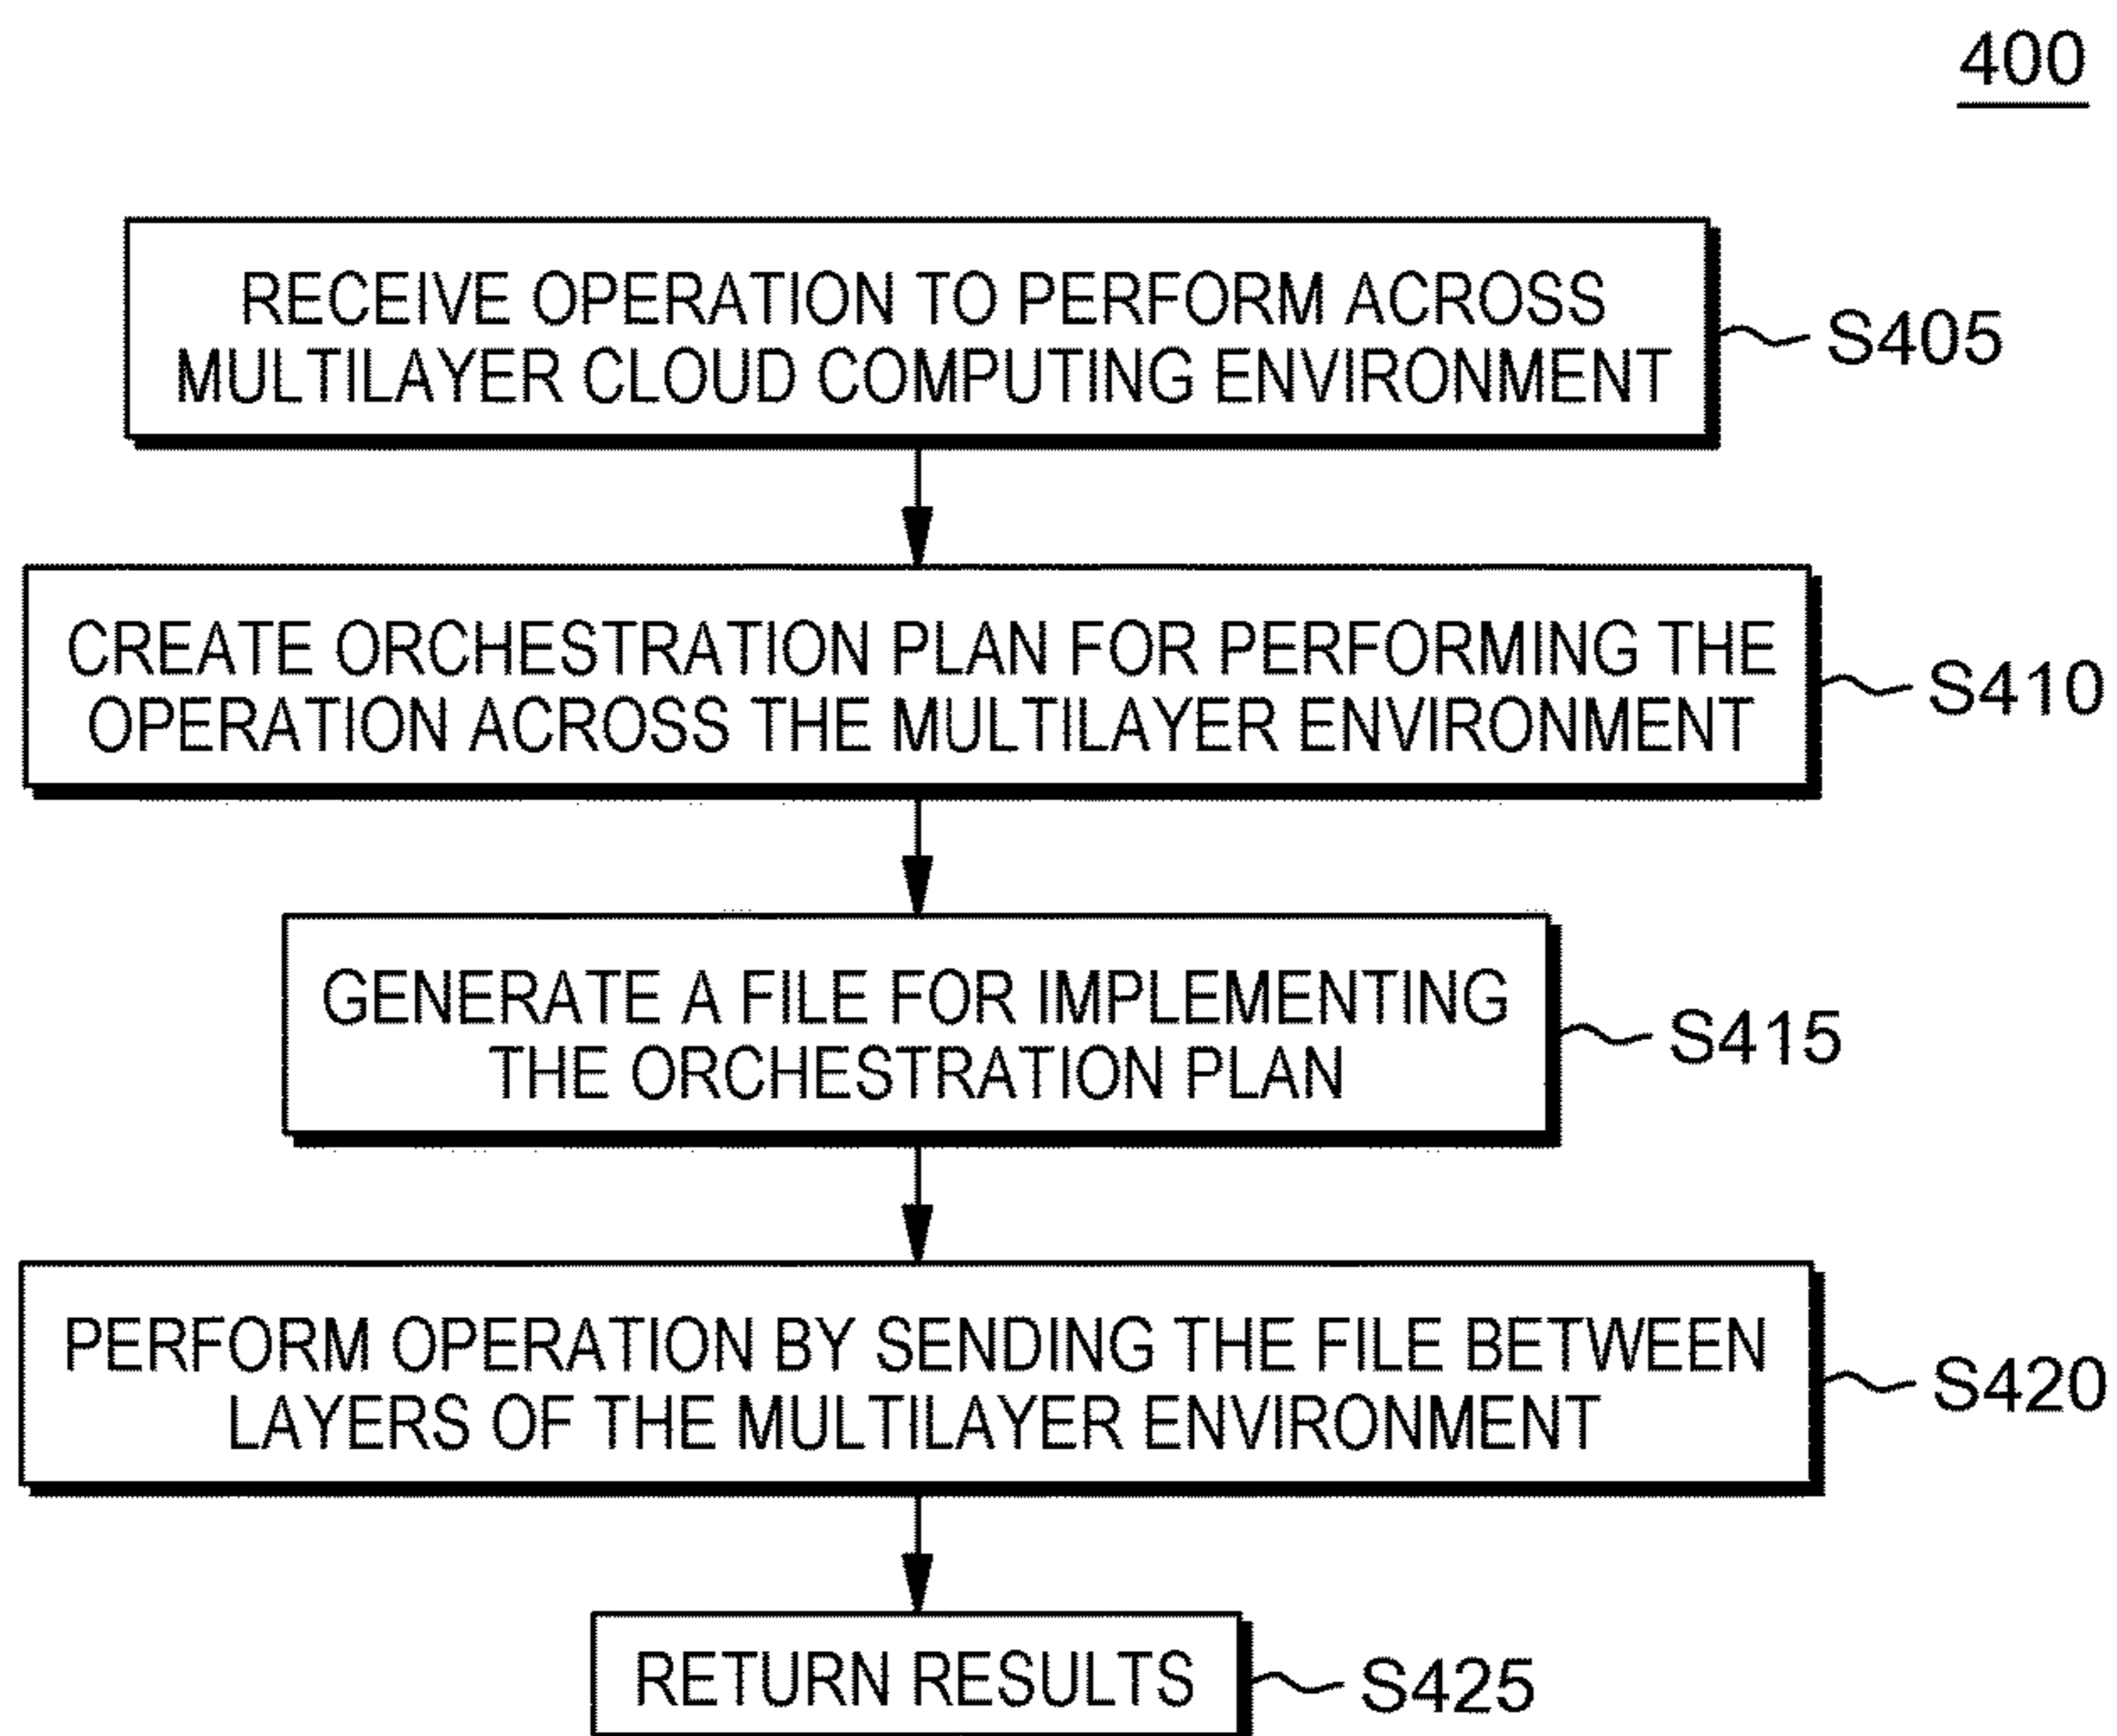 400
RECEIVE OPERATION TO PERFORM ACROSS
MULTILAYER CLOUD COMPUTING ENVIRONMENT
S405
CREATE ORCHESTRATION PLAN FOR PERFORMING THE
OPERATION ACROSS THE MULTILAYER ENVIRONMENT
S410
GENERATE A FILE FOR IMPLEMENTING
THE ORCHESTRATION PLAN
S415
PERFORM OPERATION BY SENDING THE FILE BETWEEN
LAYERS OF THE MULTILAYER ENVIRONMENT
S420
RETURN RESULTS
S425